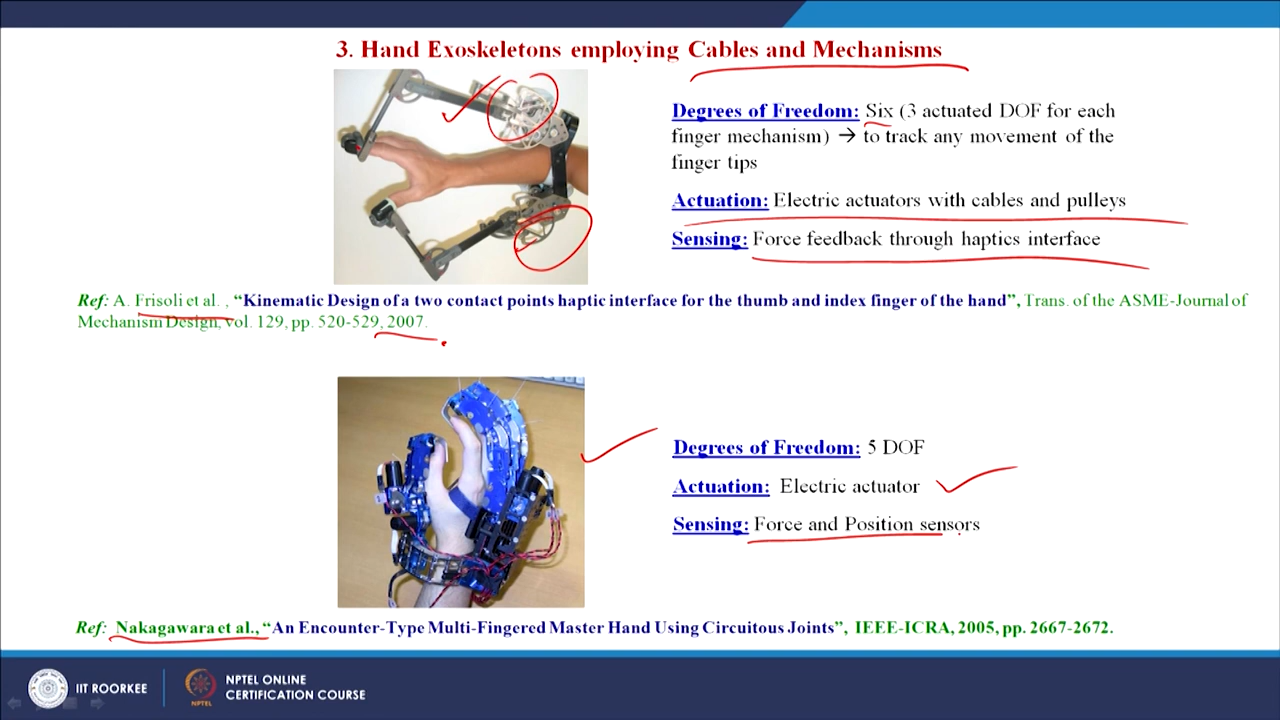 3. Hand Exoskeletons employing Cables and Mechanisms
Degrees of Freedom: Six (3 actuated DOF for each
finger mechanism) → to track any movement of the
finger tips
Actuation: Electric actuators with cables and pulleys
Sensing: Force feedback through haptics interface
Ref: A. Frisoli et al. , “Kinematic Design of a two contact points haptic interface for the thumb and index finger of the hand”, Trans. of the ASME-Journal of
Mechanism Design, vol. 129, pp. 520-529, 2007.
Degrees of Freedom: 5 DOF
Actuation: Electric actuator
Sensing: Force and Position sensors
Ref: Nakagawara et al., “An Encounter-Type Multi-Fingered Master Hand Using Circuitous Joints”, IEEE-ICRA, 2005, pp. 2667-2672.
IIT ROORKEE
NPTEL
NPTEL ONLINE
CERTIFICATION COURSE